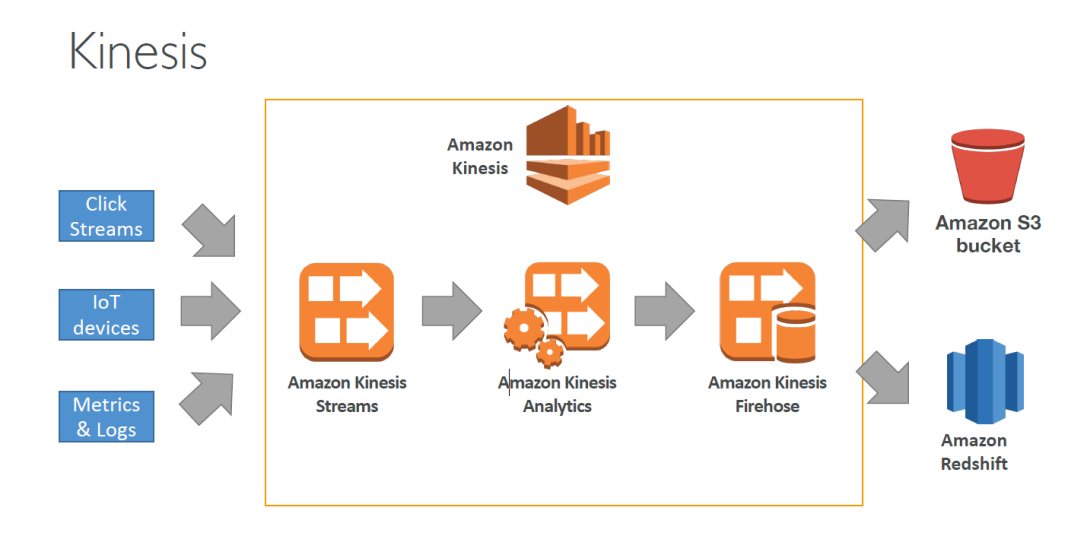 Kinesis
Amazon
Kinesis
Click
Streams
IoT
devices
Metrics
& Logs
Amazon Kinesis
Streams
Amazon Kinesis
Analytics
Amazon Kinesis
Firehose
Amazon S3
bucket
Amazon
Redshift